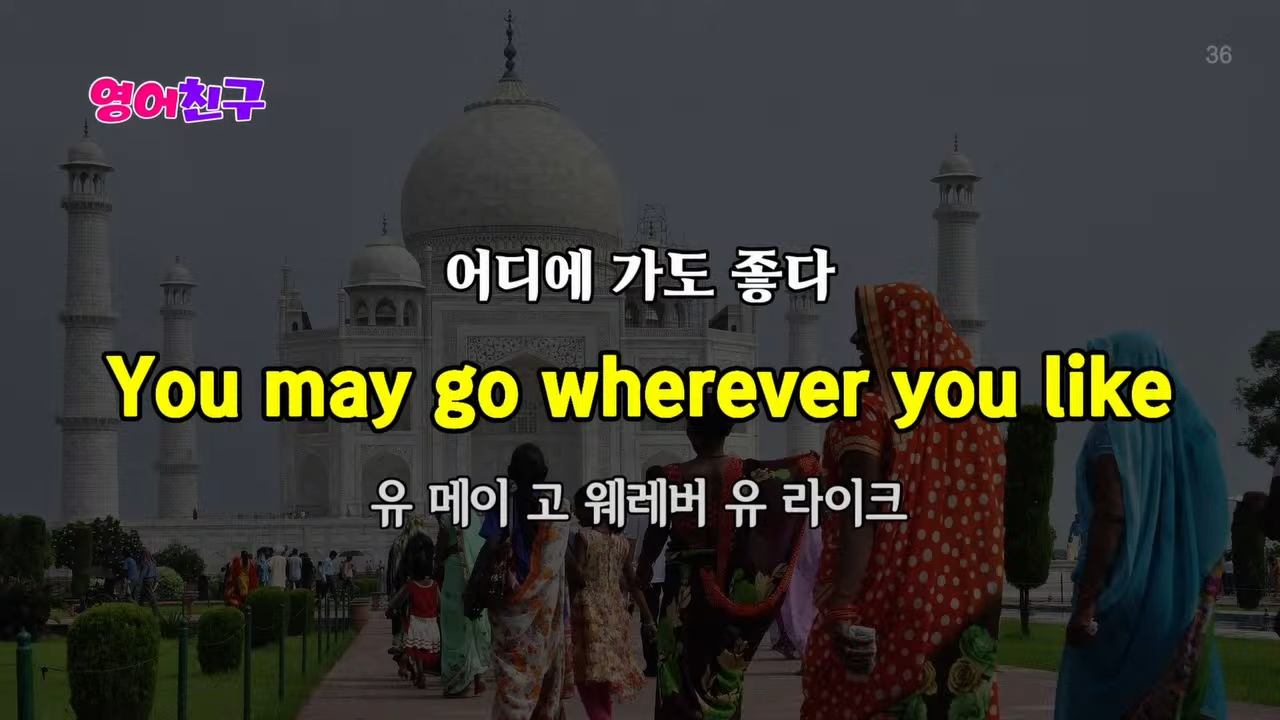 36
영어친구
어디에 가도 좋다
You may go wherever you like
유 메이 고 웨레버 유 라이크